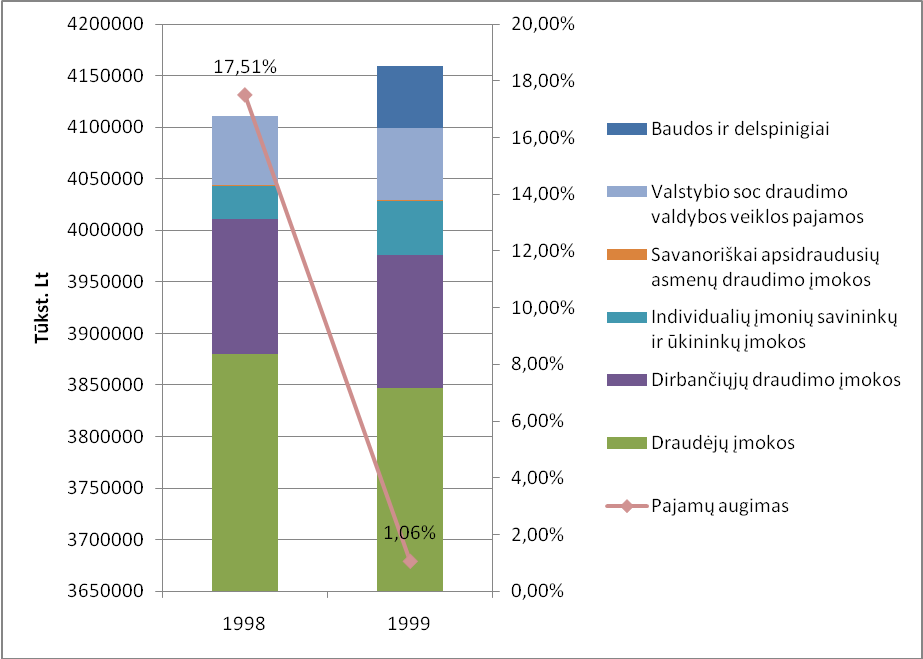 4200000
4150000
4100000
4050000
4000000
3950000
3900000
3850000
3800000
3750000
3700000
3650000
Tūkst. Lt
17,51%
1,06%
1998
1999
20,00%
18,00%
16,00%
14,00%
12,00%
10,00%
8,00%
6,00%
4,00%
2,00%
0,00%
Baudos ir delspinigiai
Valstybio soc draudimo
valdybos veiklos pajamos
Savanoriškai apsidraudusių
asmenų draudimo įmokos
Individualių įmonių savininkų
ir ūkininkų įmokos
Dirbančiųjų draudimo įmokos
Draudėjų įmokos
Pajamų augimas